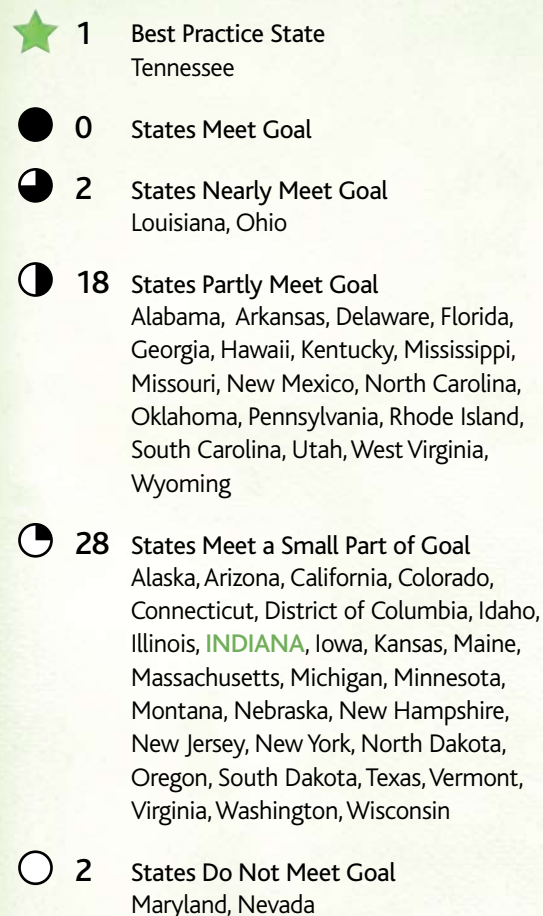 1 Best Practice State
Tennessee
0 States Meet Goal
2 States Nearly Meet Goal
Louisiana, Ohio
18 States Partly Meet Goal
Alabama, Arkansas, Delaware, Florida,
Georgia, Hawaii, Kentucky, Mississippi,
Missouri, New Mexico, North Carolina,
Oklahoma, Pennsylvania, Rhode Island,
South Carolina, Utah, West Virginia,
Wyoming
28 States Meet a Small Part of Goal
Alaska, Arizona, California, Colorado,
Connecticut, District of Columbia, Idaho,
Illinois, INDIANA, Iowa, Kansas, Maine,
Massachusetts, Michigan, Minnesota,
Montana, Nebraska, New Hampshire,
New Jersey, New York, North Dakota,
Oregon, South Dakota, Texas, Vermont,
Virginia, Washington, Wisconsin
2 States Do Not Meet Goal
Maryland, Nevada